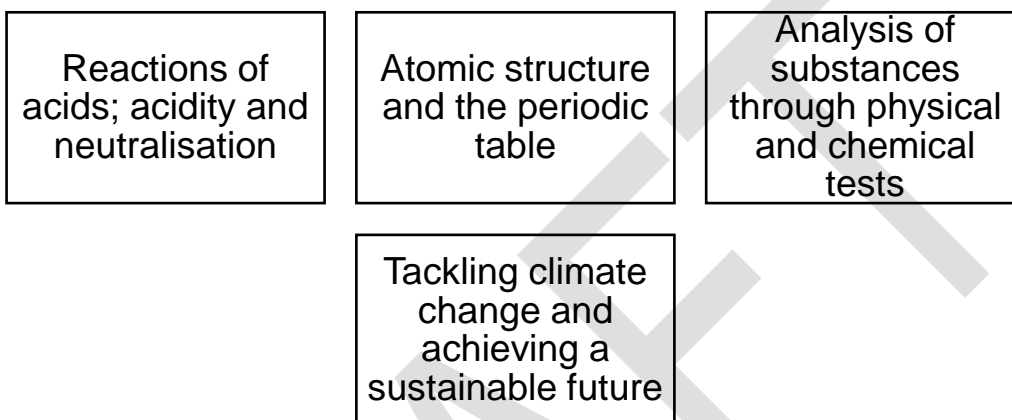 Reactions of
acids; acidity and
neutralisation
Atomic structure
and the periodic
table
Analysis of
substances
through physical
and chemical
tests
Tackling climate
change and
achieving a
sustainable future